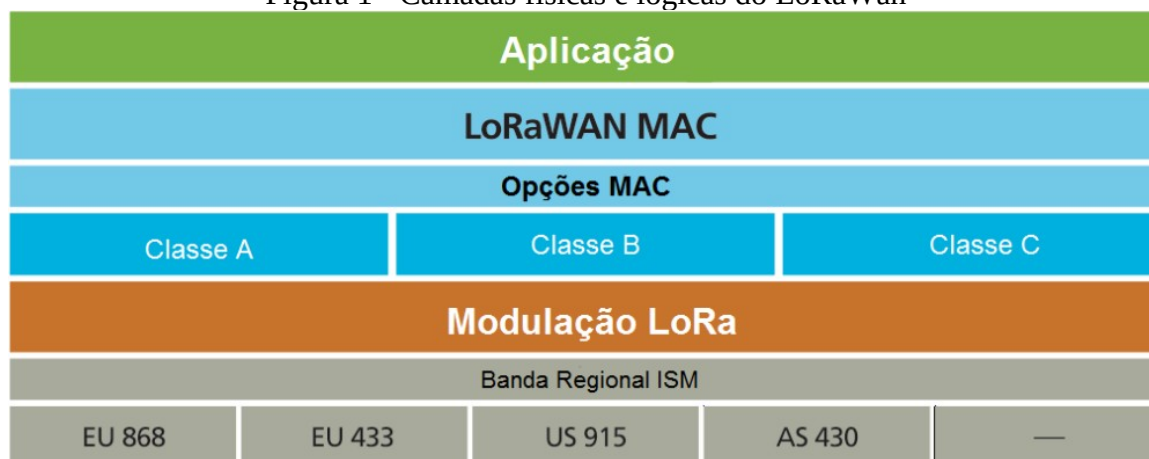 Figura 1 - Camadas físicas e lógicas do LoRaWan
Aplicação
LoRaWAN MAC
Opções MAC
Classe A Classe B Classe C
Modulação LoRa
Banda Regional ISM
EU 868 EU 433 US 915 AS 430 —